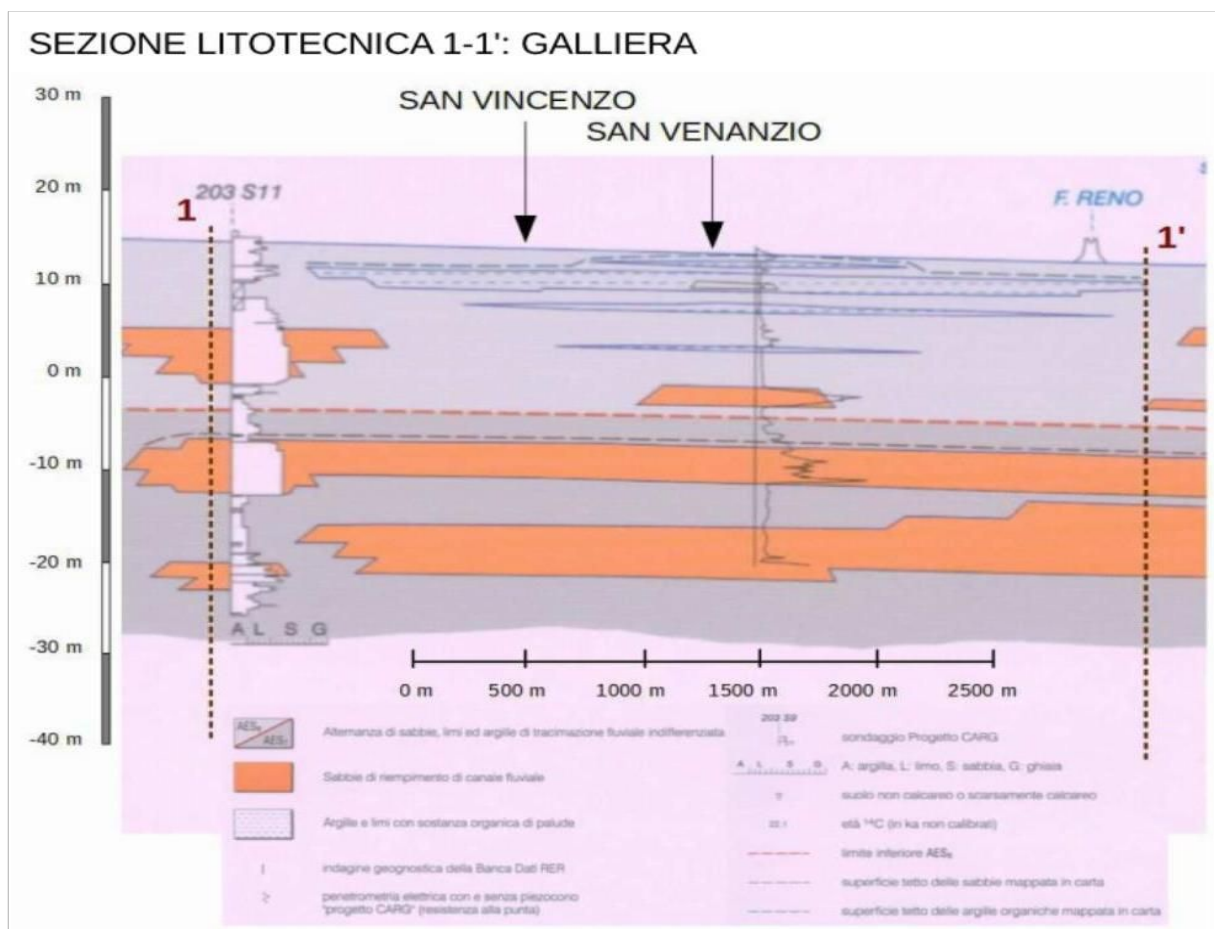 SEZIONE LITOTECNICA 1-1': GALLIERA
30 m
SAN VINCENZO
SAN VENANZIO
20 m
203 S11
F. RENO
1
1'
10 m
0 m
-10 m
-20 m
A L S G
-30 m
0 m 500 m 1000 m 1500 m 2000 m 2500 m
-40 m
AES8
AES7
Alternanza di sabbie, limi ed argille di tracimazione fluviale indifferenziata
Sabbie di riempimento di canale fluviale
Argille e limi con sostanza organica di palude
indagine geognostica della Banca Dati RER
penetrometria elettrica con e senza piezocono
"progetto CARG" (resistenza alla punta)
203 S9
sondaggio Progetto CARG
A L S G
A: argilla, L: limo, S: sabbia, G: ghiaia
suolo non calcareo o scarsamente calcareo
età ¹⁴C (in ka non calibrati)
limite inferiore AES8
superficie tetto delle sabbie mappata in carta
superficie tetto delle argille organiche mappata in carta